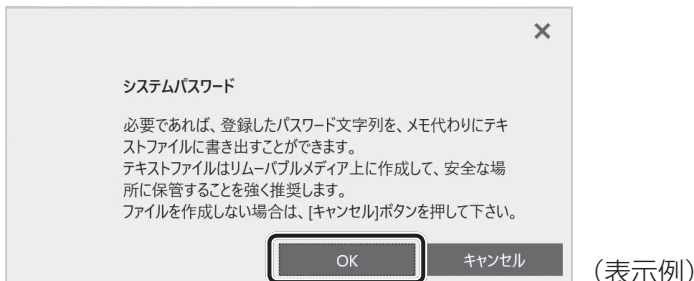 ×
システムパスワード
必要であれば、登録したパスワード文字列を、メモ代わりにテキ
ストファイルに書き出すことができます。
テキストファイルはリムーバブルメディア上に作成して、安全な場
所に保管することを強く推奨します。
ファイルを作成しない場合は、[キャンセル]ボタンを押して下さい。
OK キャンセル
（表示例）